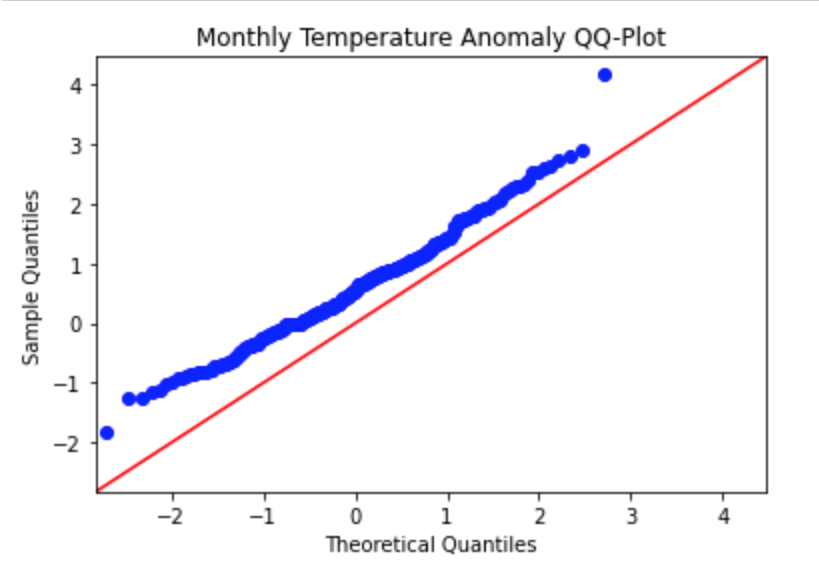 Monthly Temperature Anomaly QQ-Plot
4
3
2
1
0
−1
−2
Sample Quantiles
−2 −1 0 1 2 3 4
Theoretical Quantiles